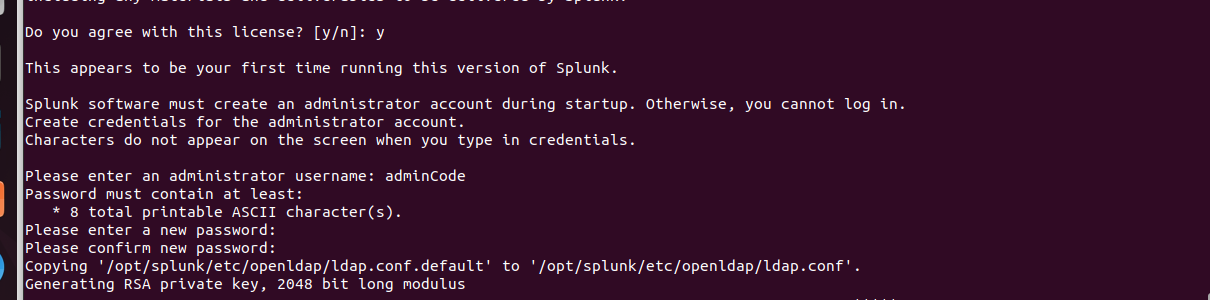 Do you agree with this license? [y/n]: y
This appears to be your first time running this version of Splunk.
Splunk software must create an administrator account during startup. Otherwise, you cannot log in.
Create credentials for the administrator account.
Characters do not appear on the screen when you type in credentials.
Please enter an administrator username: adminCode
Password must contain at least:
* 8 total printable ASCII character(s).
Please enter a new password:
Please confirm new password:
Copying '/opt/splunk/etc/openldap/ldap.conf.default' to '/opt/splunk/etc/openldap/ldap.conf'.
Generating RSA private key, 2048 bit long modulus